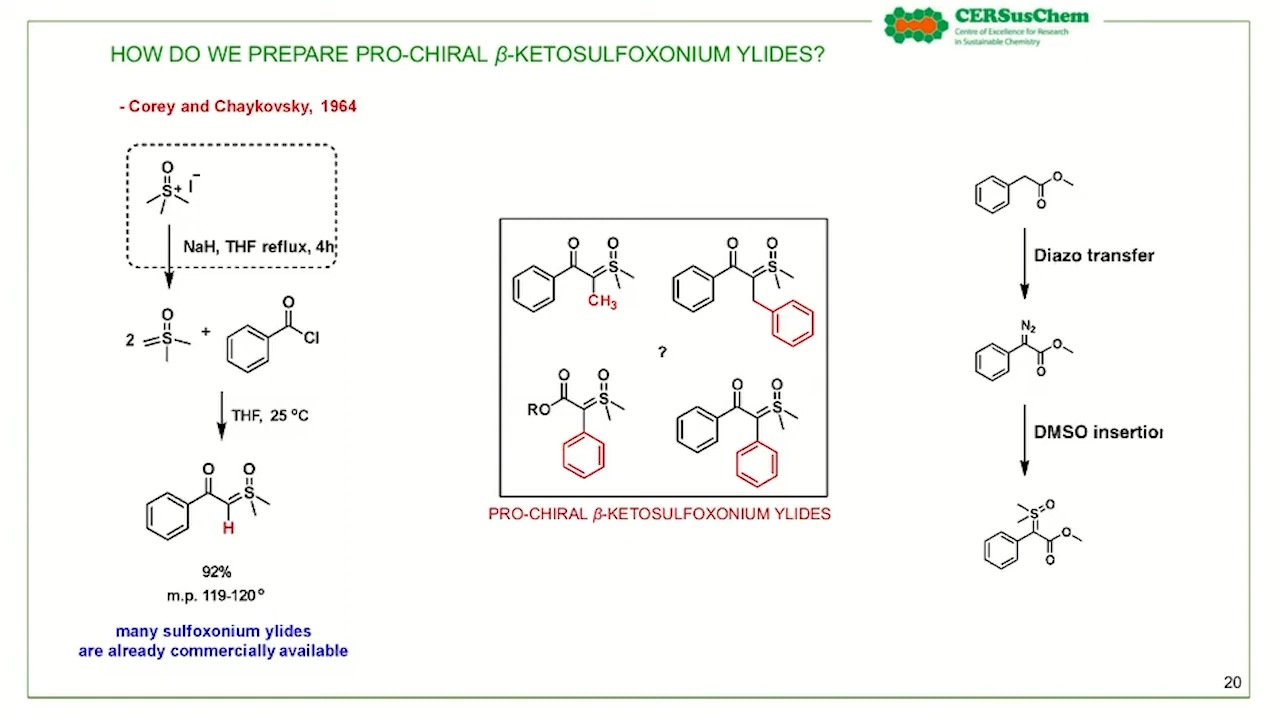 CERSusChem
Centre of Excellence for Research
in Sustainable Chemistry
HOW DO WE PREPARE PRO-CHIRAL β-KETOSULFOXONIUM YLIDES?
- Corey and Chaykovsky, 1964
O
S+ I−
NaH, THF reflux, 4h
O
2 S + O Cl
THF, 25 ºC
O O
S
H
92%
m.p. 119-120º
many sulfoxonium ylides
are already commercially available
O O O O
S S
CH3
?
O O O O
RO S S
PRO-CHIRAL β-KETOSULFOXONIUM YLIDES
O
O
Diazo transfer
N2
O
O
DMSO insertion
S O
O
O
20